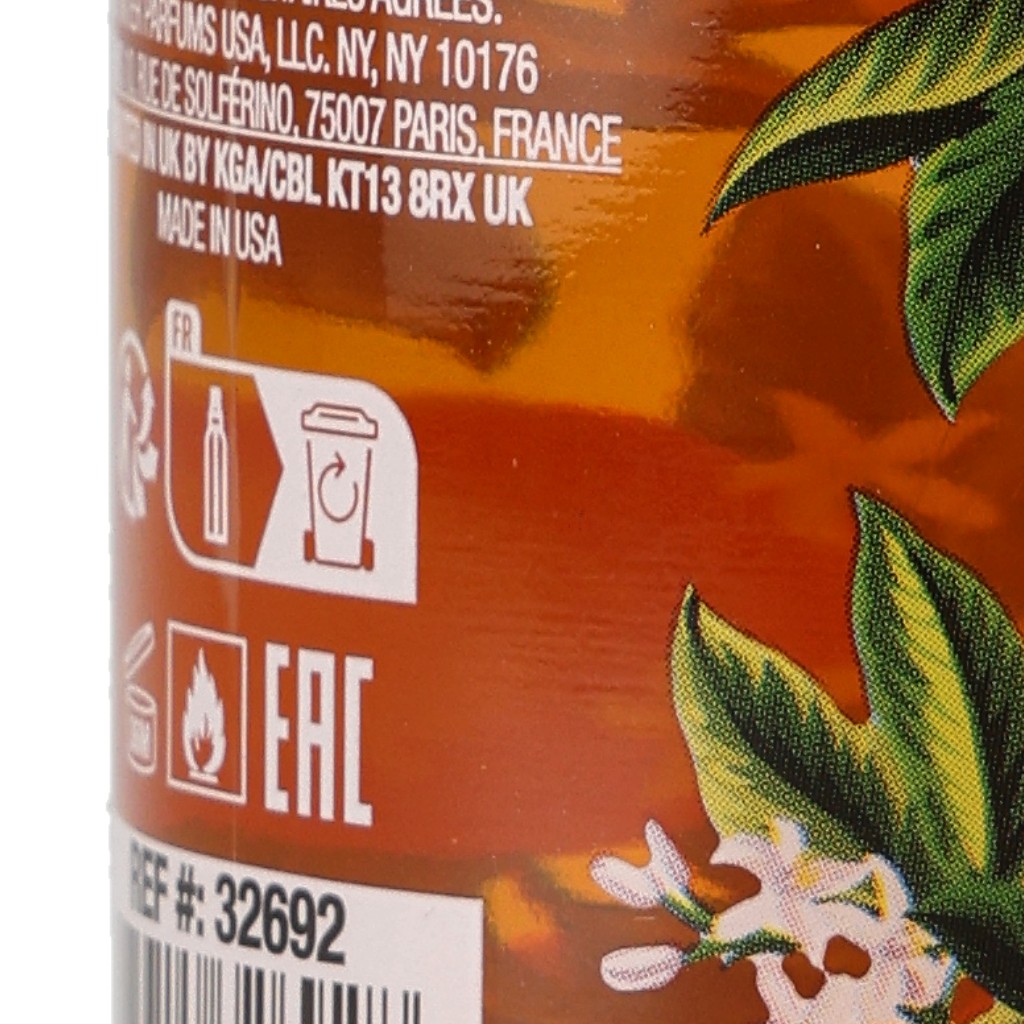 AGRÉES.
PARFUMS USA, LLC. NY, NY 10176
RUE DE SOLFÉRINO, 75007 PARIS, FRANCE
IN UK BY KGA/CBL KT13 8RX UK
MADE IN USA
FR
EAC
REF #: 32692